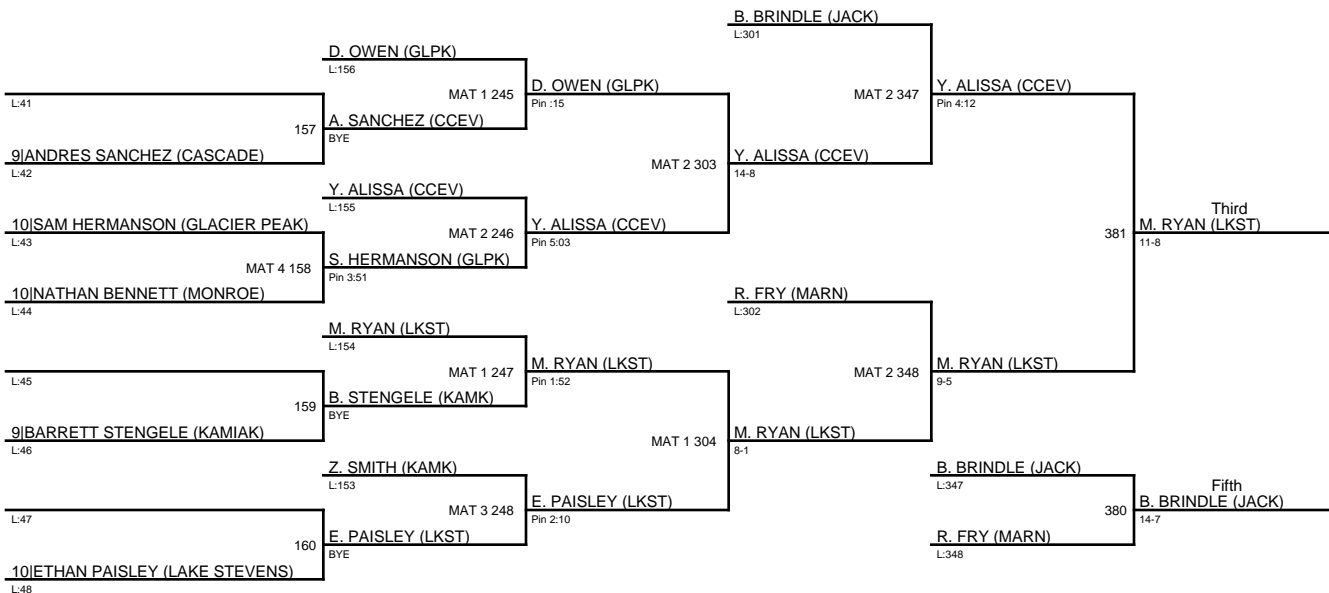 B. BRINDLE (JACK)
L:301
D. OWEN (GLPK)
L:156
MAT 1 245
D. OWEN (GLPK)
Pin :15
MAT 2 347
Y. ALISSA (CCEV)
Pin 4:12
L:41
157
A. SANCHEZ (CCEV)
BYE
9|ANDRES SANCHEZ (CASCADE)
L:42
MAT 2 303
Y. ALISSA (CCEV)
14-8
Y. ALISSA (CCEV)
L:155
10|SAM HERMANSON (GLACIER PEAK)
L:43
MAT 2 246
Y. ALISSA (CCEV)
Pin 5:03
381
Third
M. RYAN (LKST)
11-8
MAT 4 158
S. HERMANSON (GLPK)
Pin 3:51
10|NATHAN BENNETT (MONROE)
L:44
R. FRY (MARN)
L:302
M. RYAN (LKST)
L:154
L:45
MAT 1 247
M. RYAN (LKST)
Pin 1:52
MAT 2 348
M. RYAN (LKST)
9-5
159
B. STENGELE (KAMK)
BYE
9|BARRETT STENGELE (KAMIAK)
L:46
MAT 1 304
M. RYAN (LKST)
8-1
Z. SMITH (KAMK)
L:153
B. BRINDLE (JACK)
L:347
L:47
MAT 3 248
E. PAISLEY (LKST)
Pin 2:10
380
Fifth
B. BRINDLE (JACK)
14-7
160
E. PAISLEY (LKST)
BYE
R. FRY (MARN)
L:348
10|ETHAN PAISLEY (LAKE STEVENS)
L:48